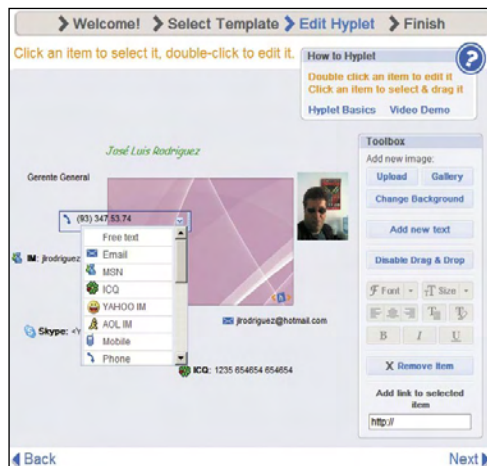 Welcome! Select Template Edit Hyplet Finish
Click an item to select it, double-click to edit it.
How to Hyplet
?
Double click an item to edit it
Click an item to select & drag it
Hyplet Basics Video Demo
José Luis Rodriguez
Gerente General
(93) 347.53.74
Free text
Email
MSN
ICQ
YAHOO IM
AOL IM
Mobile
Phone
IM: jlrodriguez
Skype:
jlrodriguez@hotmail.com
ICQ: 1235 654654 654654
Toolbox
Add new image:
Upload Gallery
Change Background
Add new text
Disable Drag & Drop
Font Size
B I U
X Remove Item
Add link to selected
item
http://
Back Next